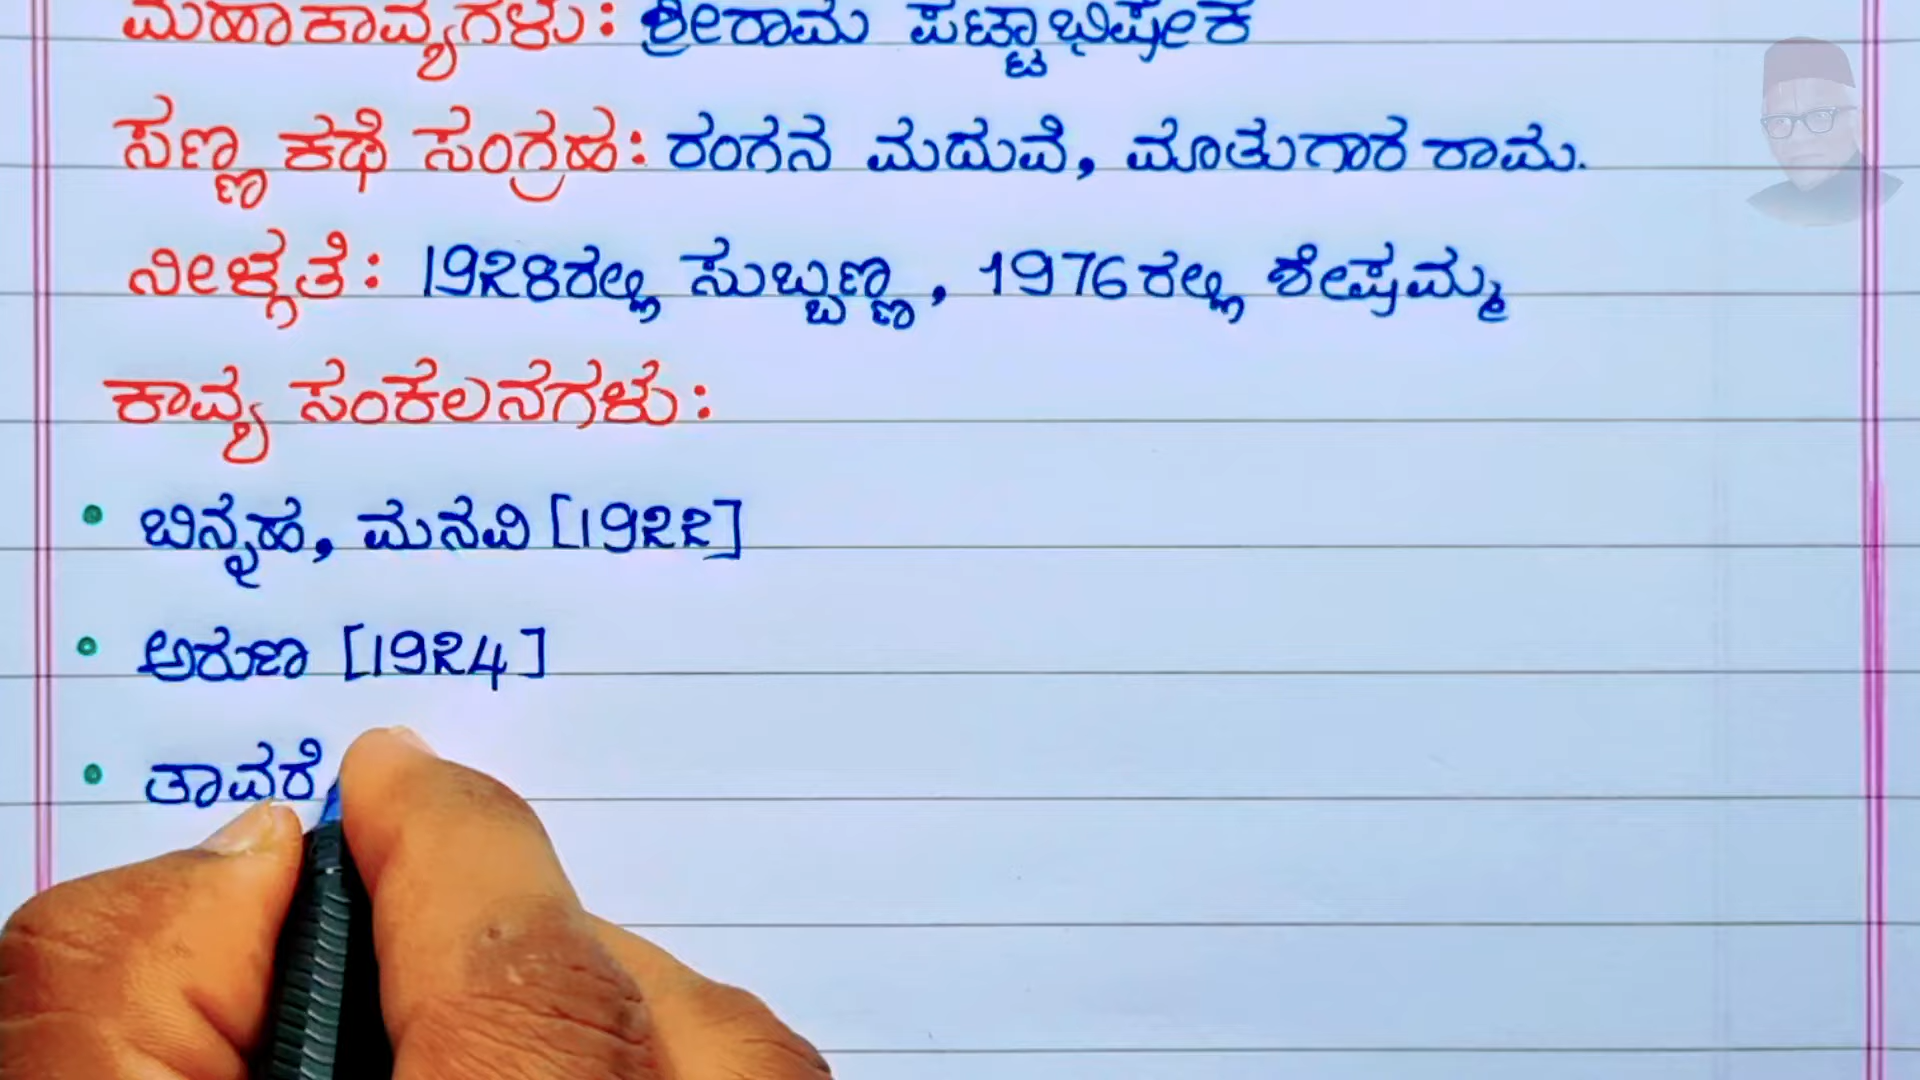 ಮಹಾಕಾವ್ಯಗಳು: ಶ್ರೀರಾಮ ಪಟ್ಟಾಭಿಷೇಕ
ಸಣ್ಣ ಕಥೆ ಸಂಗ್ರಹ: ರಂಗನ ಮದುವೆ, ಮಾತುಗಾರ ರಾಮ.
ನೀಳ್ಗತೆ: 1928ರಲ್ಲಿ ಸುಬ್ಬಣ್ಣ, 1976ರಲ್ಲಿ ಶೇಷಮ್ಮ
ಕಾವ್ಯ ಸಂಕಲನಗಳು:
• ಬಿನ್ನಹ, ಮನವಿ [1922]
• ಅರುಣ [1924]
• ತಾವರೆ